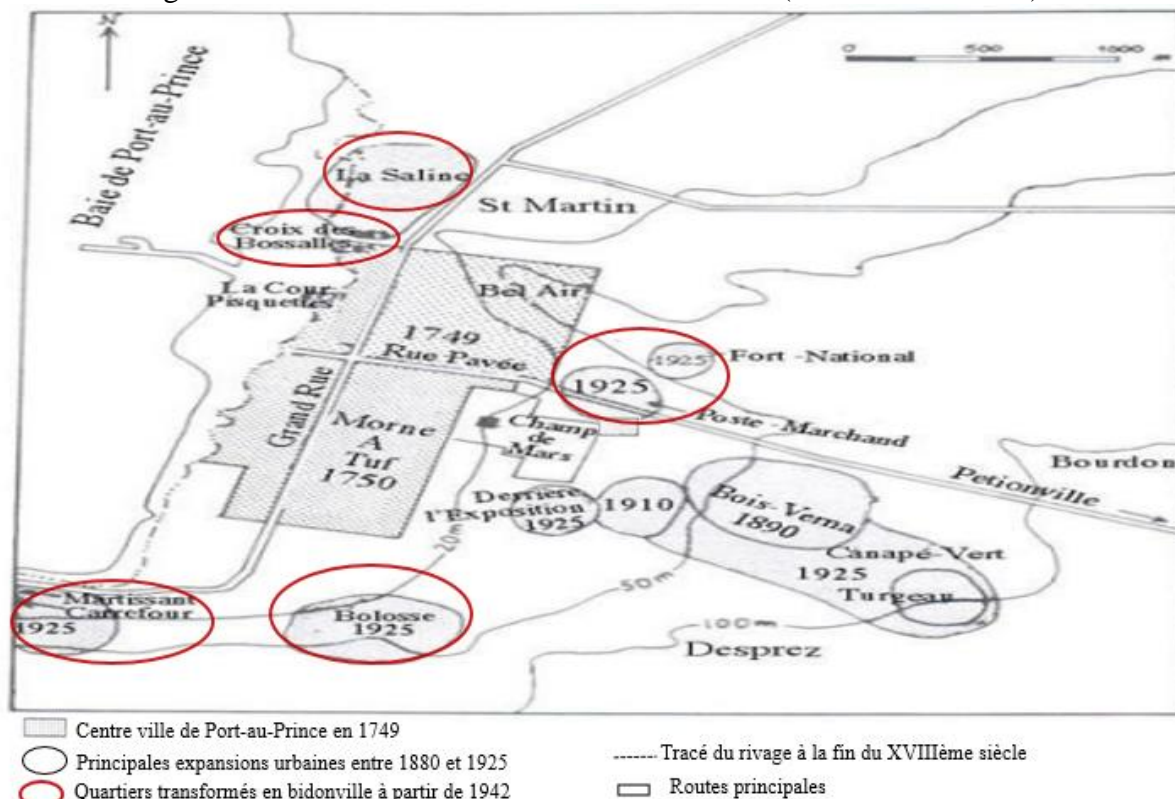 0 500 1000 m
N
Baie de Port-au-Prince
La Saline
St Martin
Croix des
Bossalles
La Cour
Pisquettes
Bel Air
1749
Rue Pavée
1925
Fort -National
1925
Grand Rue
Morne
A
Tuf
1750
Champ
de
Mars
Poste -Marchand
Petionville
Bourdon
Derrière
l'Exposition
1925
1910
Bois-Verna
1890
20m
50 m
Canapé-Vert
1925
Turgeau
100m
Desprez
Martissant
Carrefour
1925
Bolosse
1925
Centre ville de Port-au-Prince en 1749
Principales expansions urbaines entre 1880 et 1925
Quartiers transformés en bidonville à partir de 1942
Tracé du rivage à la fin du XVIIIème siècle
Routes principales